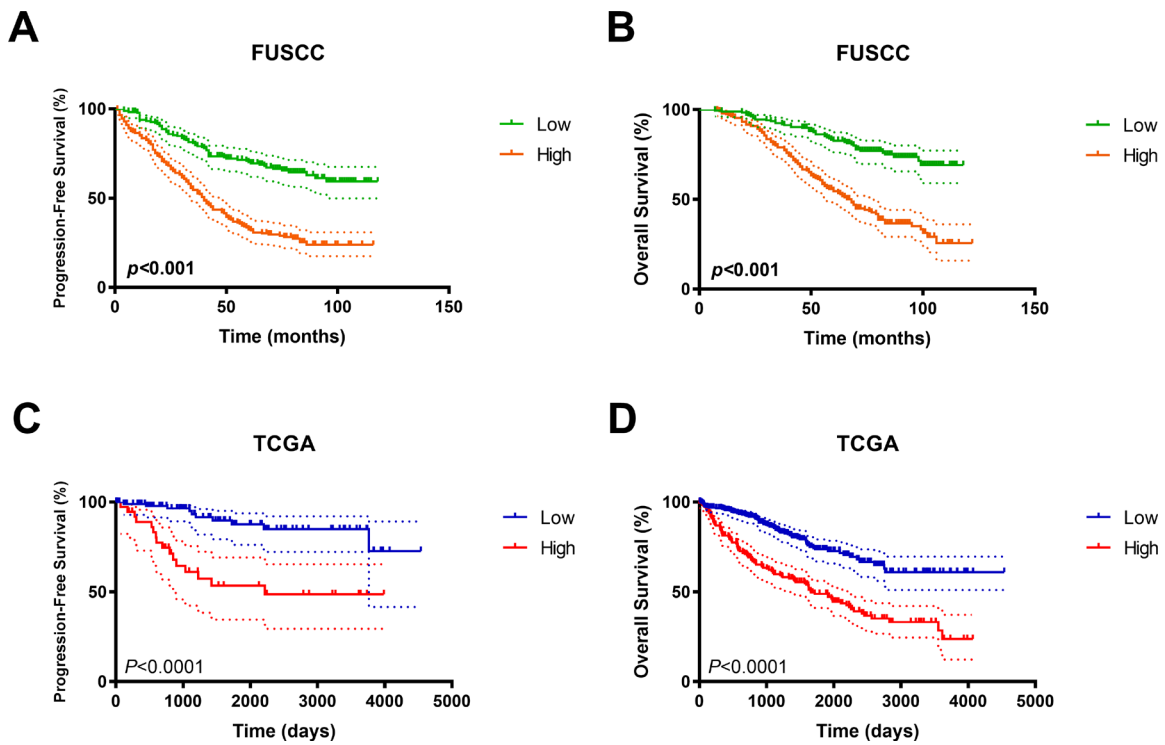 A
FUSCC
Progression-Free Survival (%)
100
50
0
0
50
100
150
Time (months)
p<0.001
Low
High
B
FUSCC
Overall Survival (%)
100
50
0
0
50
100
150
Time (months)
p<0.001
Low
High
C
TCGA
Progression-Free Survival (%)
100
50
0
0
1000
2000
3000
4000
5000
Time (days)
P<0.0001
Low
High
D
TCGA
Overall Survival (%)
100
50
0
0
1000
2000
3000
4000
5000
Time (days)
P<0.0001
Low
High